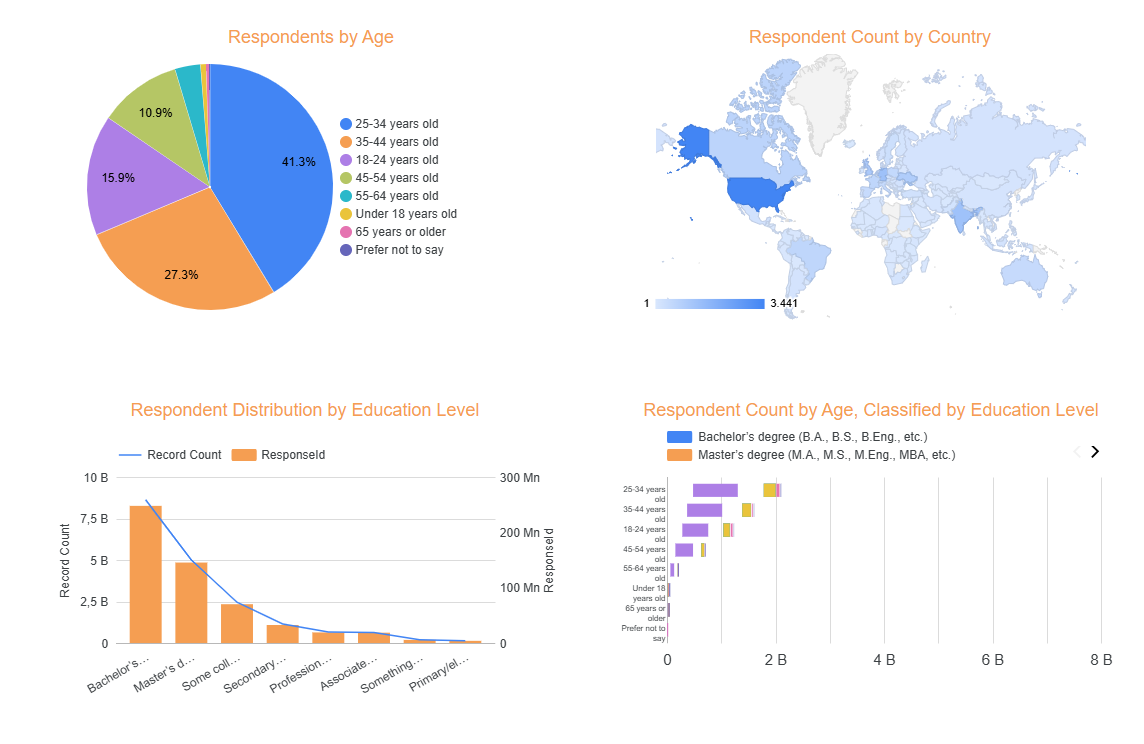 Respondents by Age
10.9%
15.9%
41.3%
27.3%
25-34 years old
35-44 years old
18-24 years old
45-54 years old
55-64 years old
Under 18 years old
65 years or older
Prefer not to say
Respondent Count by Country
1
3.441
Respondent Distribution by Education Level
Record Count
ResponseId
10 B
7,5 B
5 B
2,5 B
0
Record Count
300 Mn
200 Mn
100 Mn
0
ResponseId
Bachelor's…
Master's d…
Some coll…
Secondary…
Profession…
Associate…
Something…
Primary/el…
Respondent Count by Age, Classified by Education Level
Bachelor's degree (B.A., B.S., B.Eng., etc.)
Master's degree (M.A., M.S., M.Eng., MBA, etc.)
25-34 years
old
35-44 years
old
18-24 years
old
45-54 years
old
55-64 years
old
Under 18
years old
65 years or
older
Prefer not to
say
0
2 B
4 B
6 B
8 B